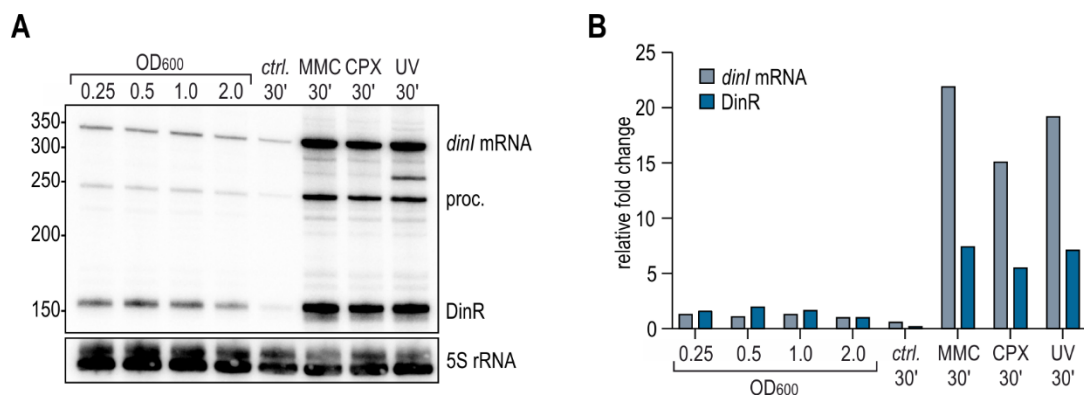 A
OD600 ctrl. MMC CPX UV
0.25 0.5 1.0 2.0 30' 30' 30' 30'
350
300
250
200
150
dinI mRNA
proc.
DinR
5S rRNA
B
relative fold change
25
20
15
10
5
0
dinI mRNA
DinR
0.25 0.5 1.0 2.0 ctrl. MMC CPX UV
OD600 30' 30' 30' 30'